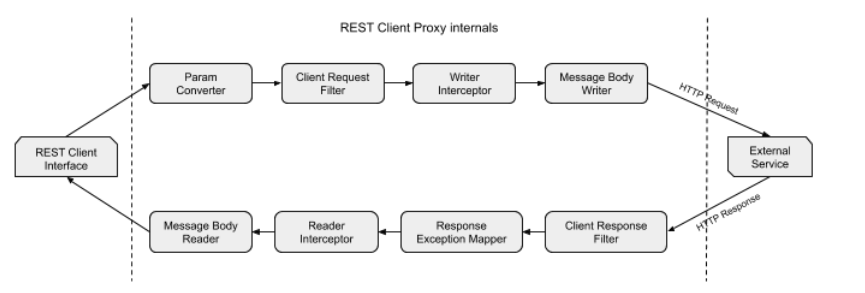 REST Client Proxy internals
Param
Converter
Client Request
Filter
Writer
Interceptor
Message Body
Writer
HTTP Request
REST Client
Interface
External
Service
Message Body
Reader
Reader
Interceptor
Response
Exception Mapper
Client Response
Filter
HTTP Response